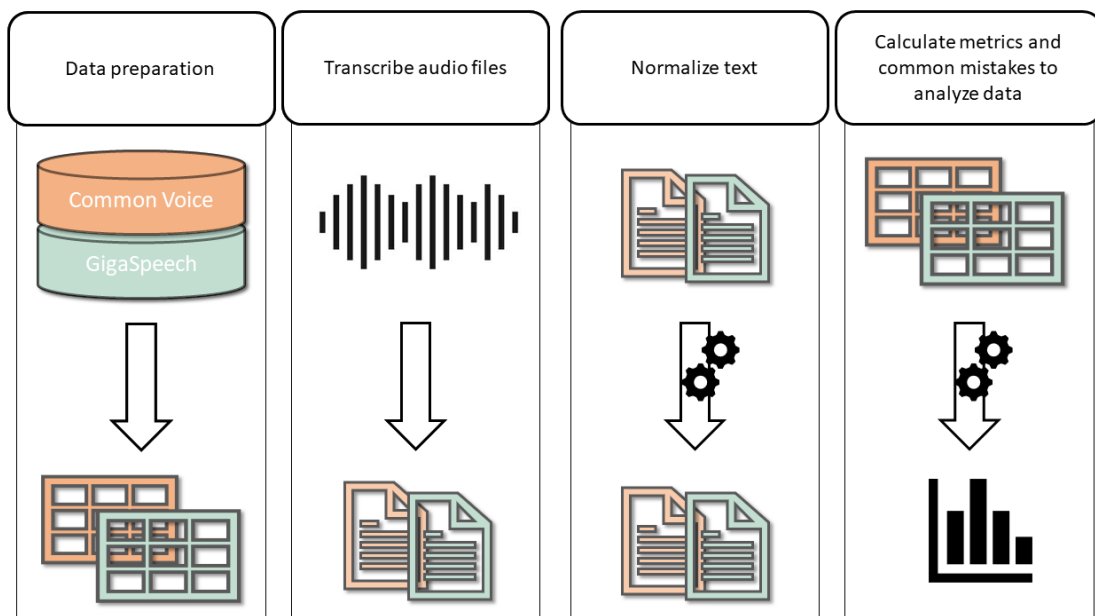 Data preparation
Transcribe audio files
Normalize text
Calculate metrics and
common mistakes to
analyze data
Common Voice
GigaSpeech